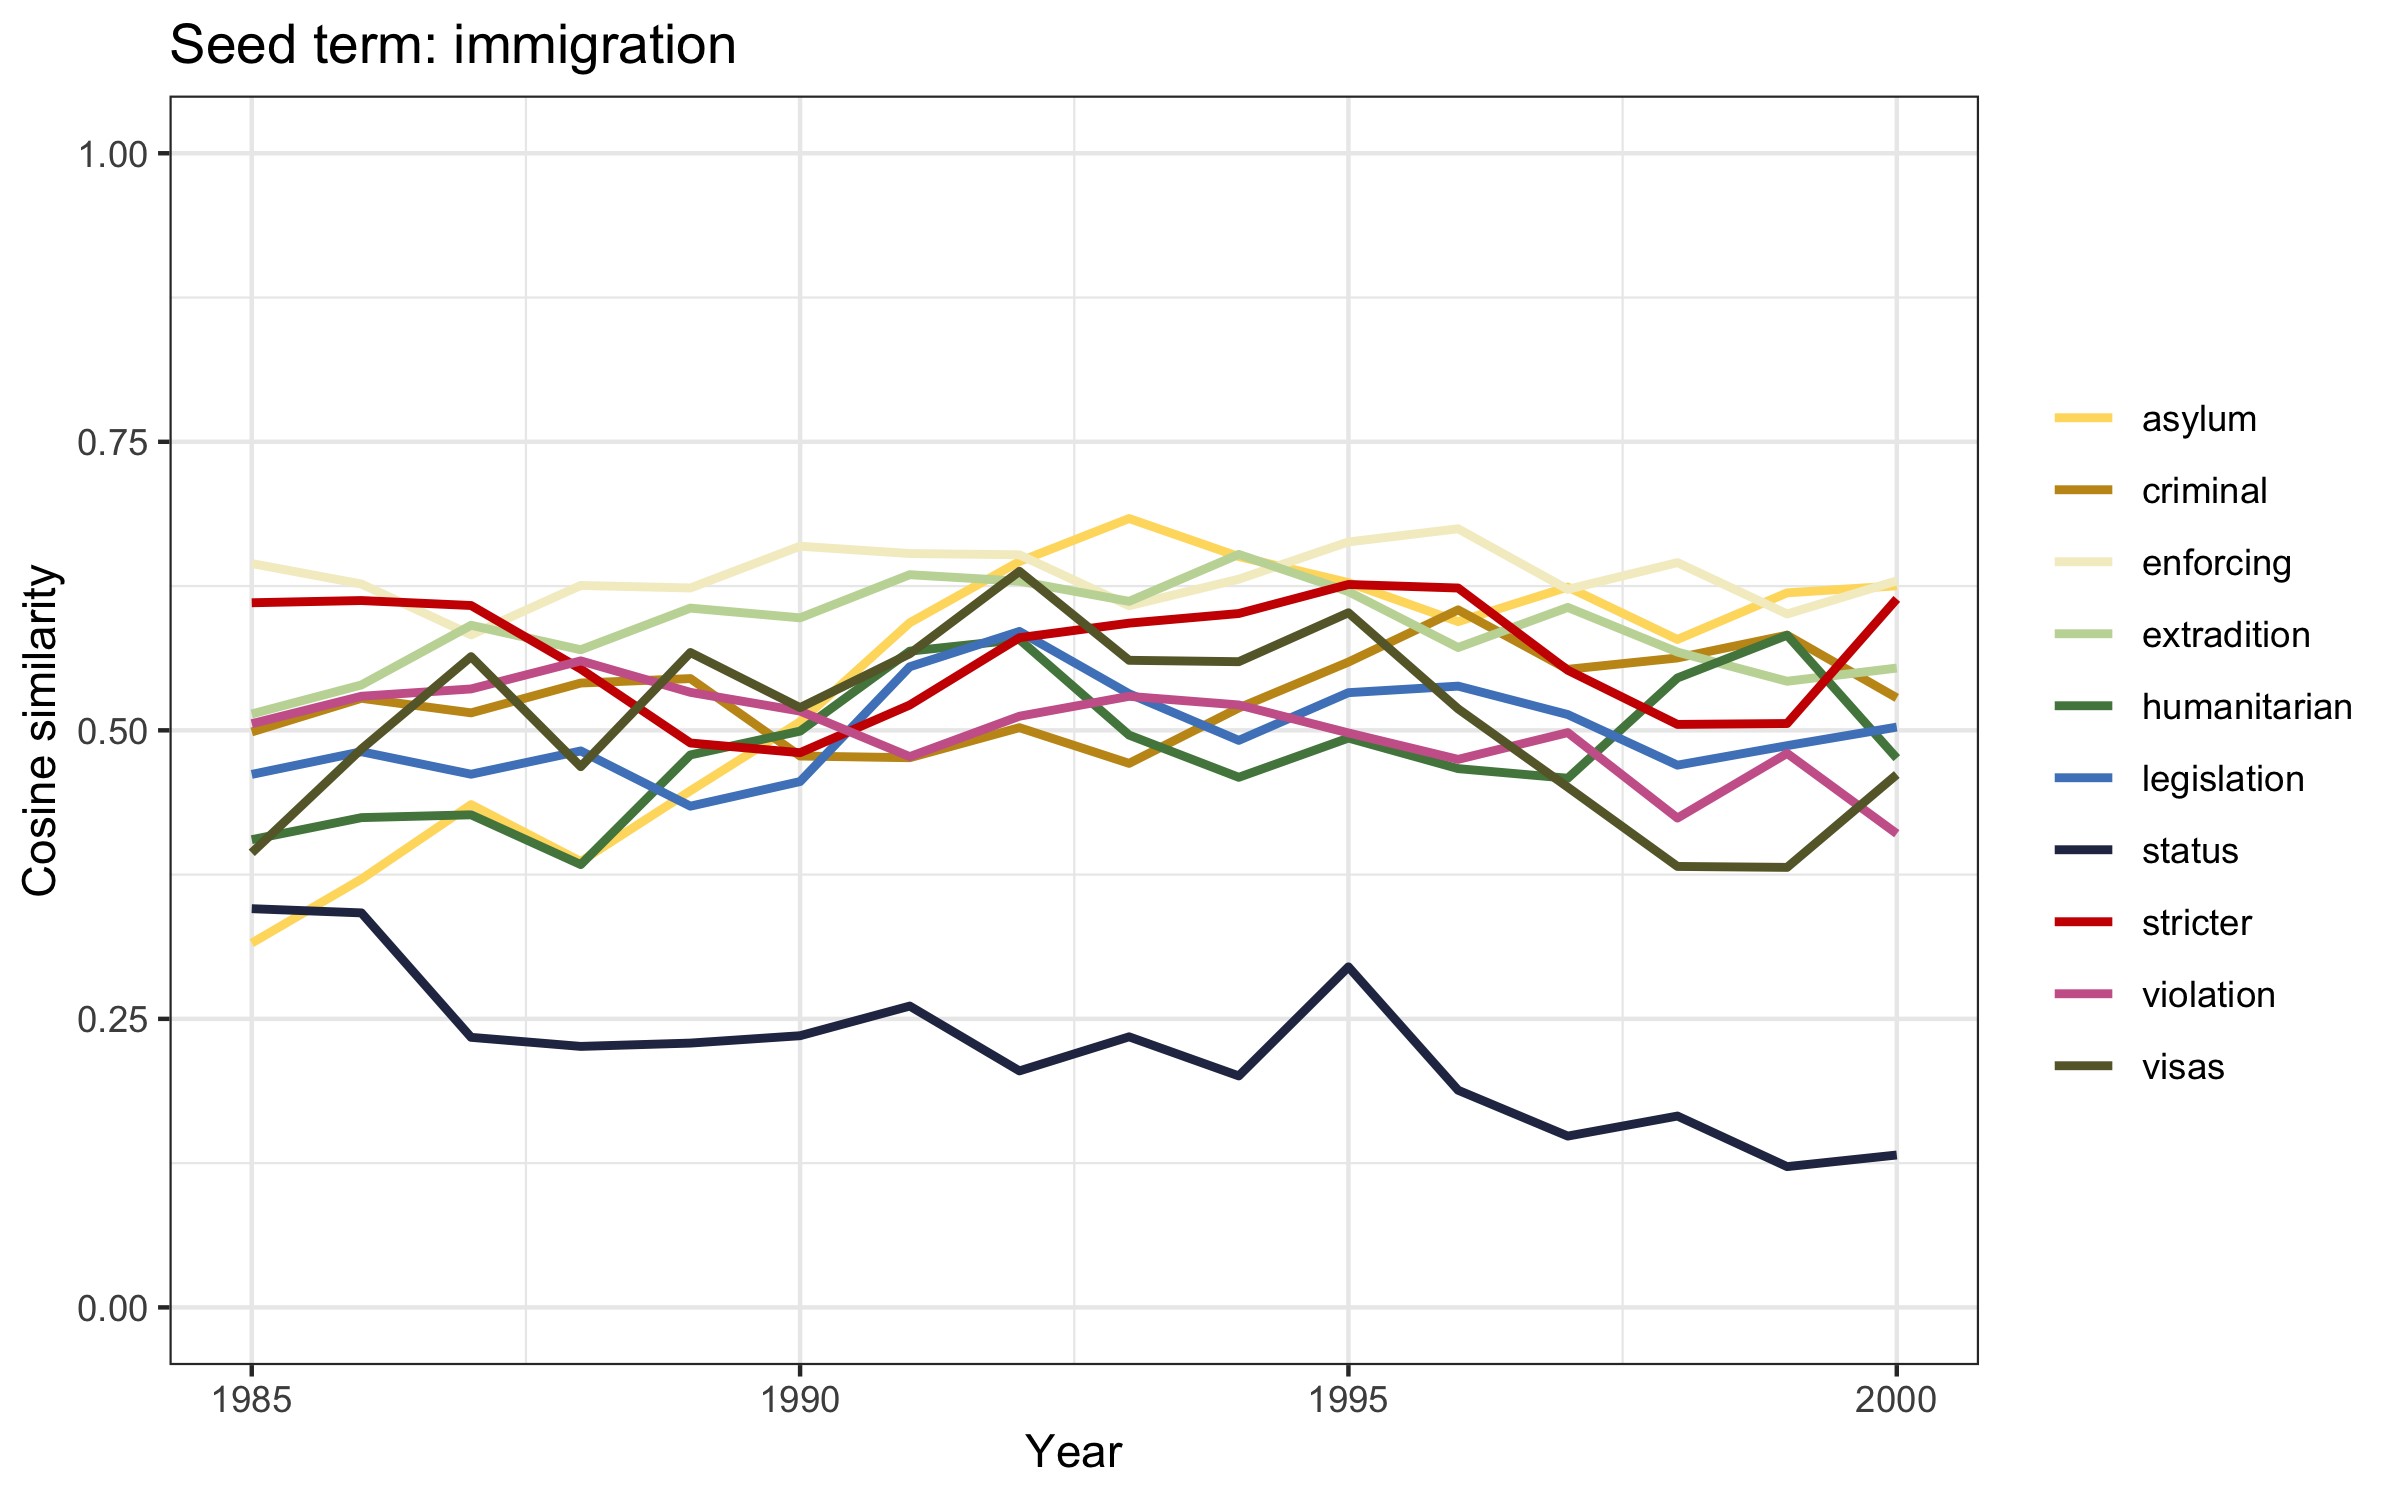 Seed term: immigration
1.00
0.75
0.50
0.25
0.00
Cosine similarity
1985
1990
1995
2000
Year
asylum
criminal
enforcing
extradition
humanitarian
legislation
status
stricter
violation
visas